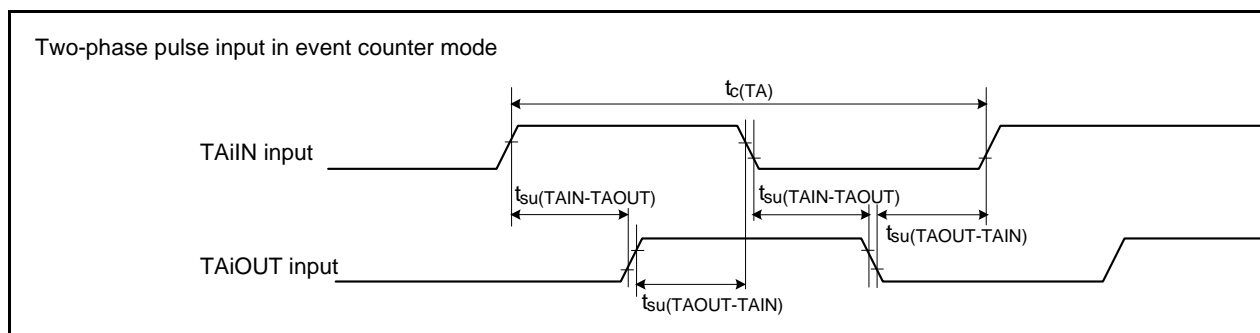 Two-phase pulse input in event counter mode
tc(TA)
TAiIN input
tsu(TAIN-TAOUT)
tsu(TAIN-TAOUT)
tsu(TAOUT-TAIN)
TAiOUT input
tsu(TAOUT-TAIN)